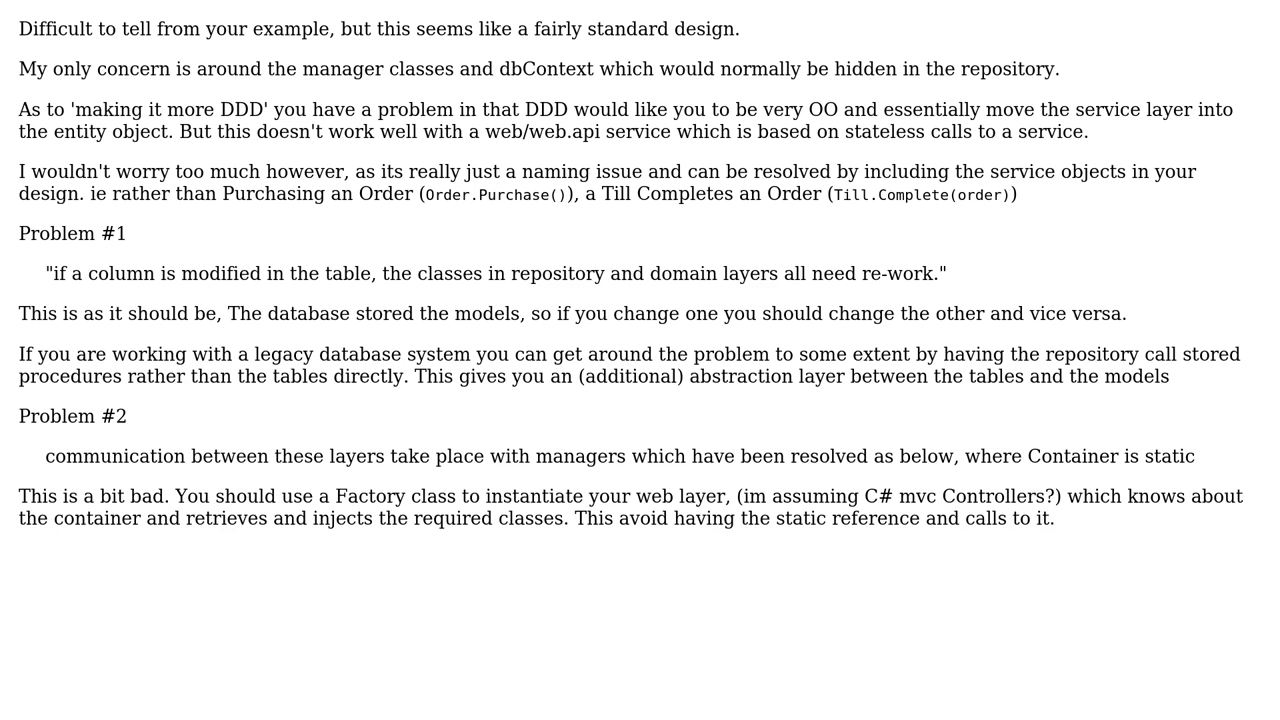 Difficult to tell from your example, but this seems like a fairly standard design.
My only concern is around the manager classes and dbContext which would normally be hidden in the repository.
As to 'making it more DDD' you have a problem in that DDD would like you to be very OO and essentially move the service layer into
the entity object. But this doesn't work well with a web/web.api service which is based on stateless calls to a service.
I wouldn't worry too much however, as its really just a naming issue and can be resolved by including the service objects in your
design. ie rather than Purchasing an Order (Order.Purchase()), a Till Completes an Order (Till.Complete(order))
Problem #1
"if a column is modified in the table, the classes in repository and domain layers all need re-work."
This is as it should be, The database stored the models, so if you change one you should change the other and vice versa.
If you are working with a legacy database system you can get around the problem to some extent by having the repository call stored
procedures rather than the tables directly. This gives you an (additional) abstraction layer between the tables and the models
Problem #2
communication between these layers take place with managers which have been resolved as below, where Container is static
This is a bit bad. You should use a Factory class to instantiate your web layer, (im assuming C# mvc Controllers?) which knows about
the container and retrieves and injects the required classes. This avoid having the static reference and calls to it.